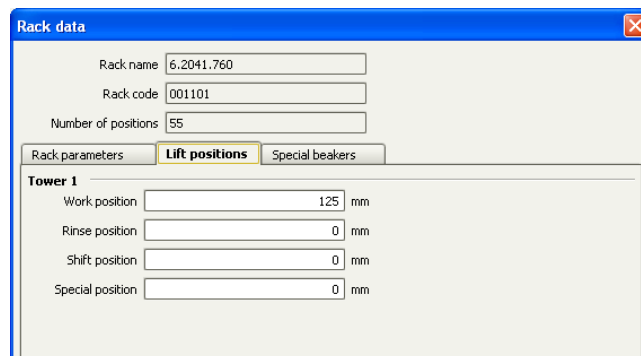 Rack data
Rack name 6.2041.760
Rack code 001101
Number of positions 55
Rack parameters Lift positions Special beakers
Tower 1
Work position 125 mm
Rinse position 0 mm
Shift position 0 mm
Special position 0 mm